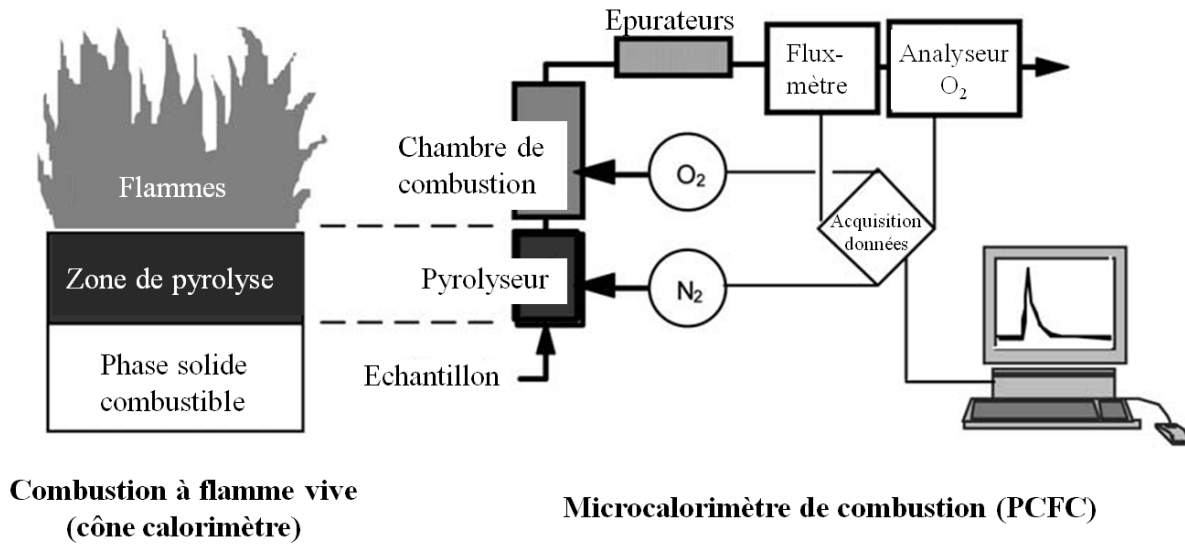 Flammes
Zone de pyrolyse
Phase solide
combustible
Combustion à flamme vive
(cône calorimètre)
Epurateurs
Flux-
mètre
Analyseur
O₂
Chambre de
combustion
O₂
Acquisition
données
Pyrolyseur
N₂
Echantillon
Microcalorimètre de combustion (PCFC)